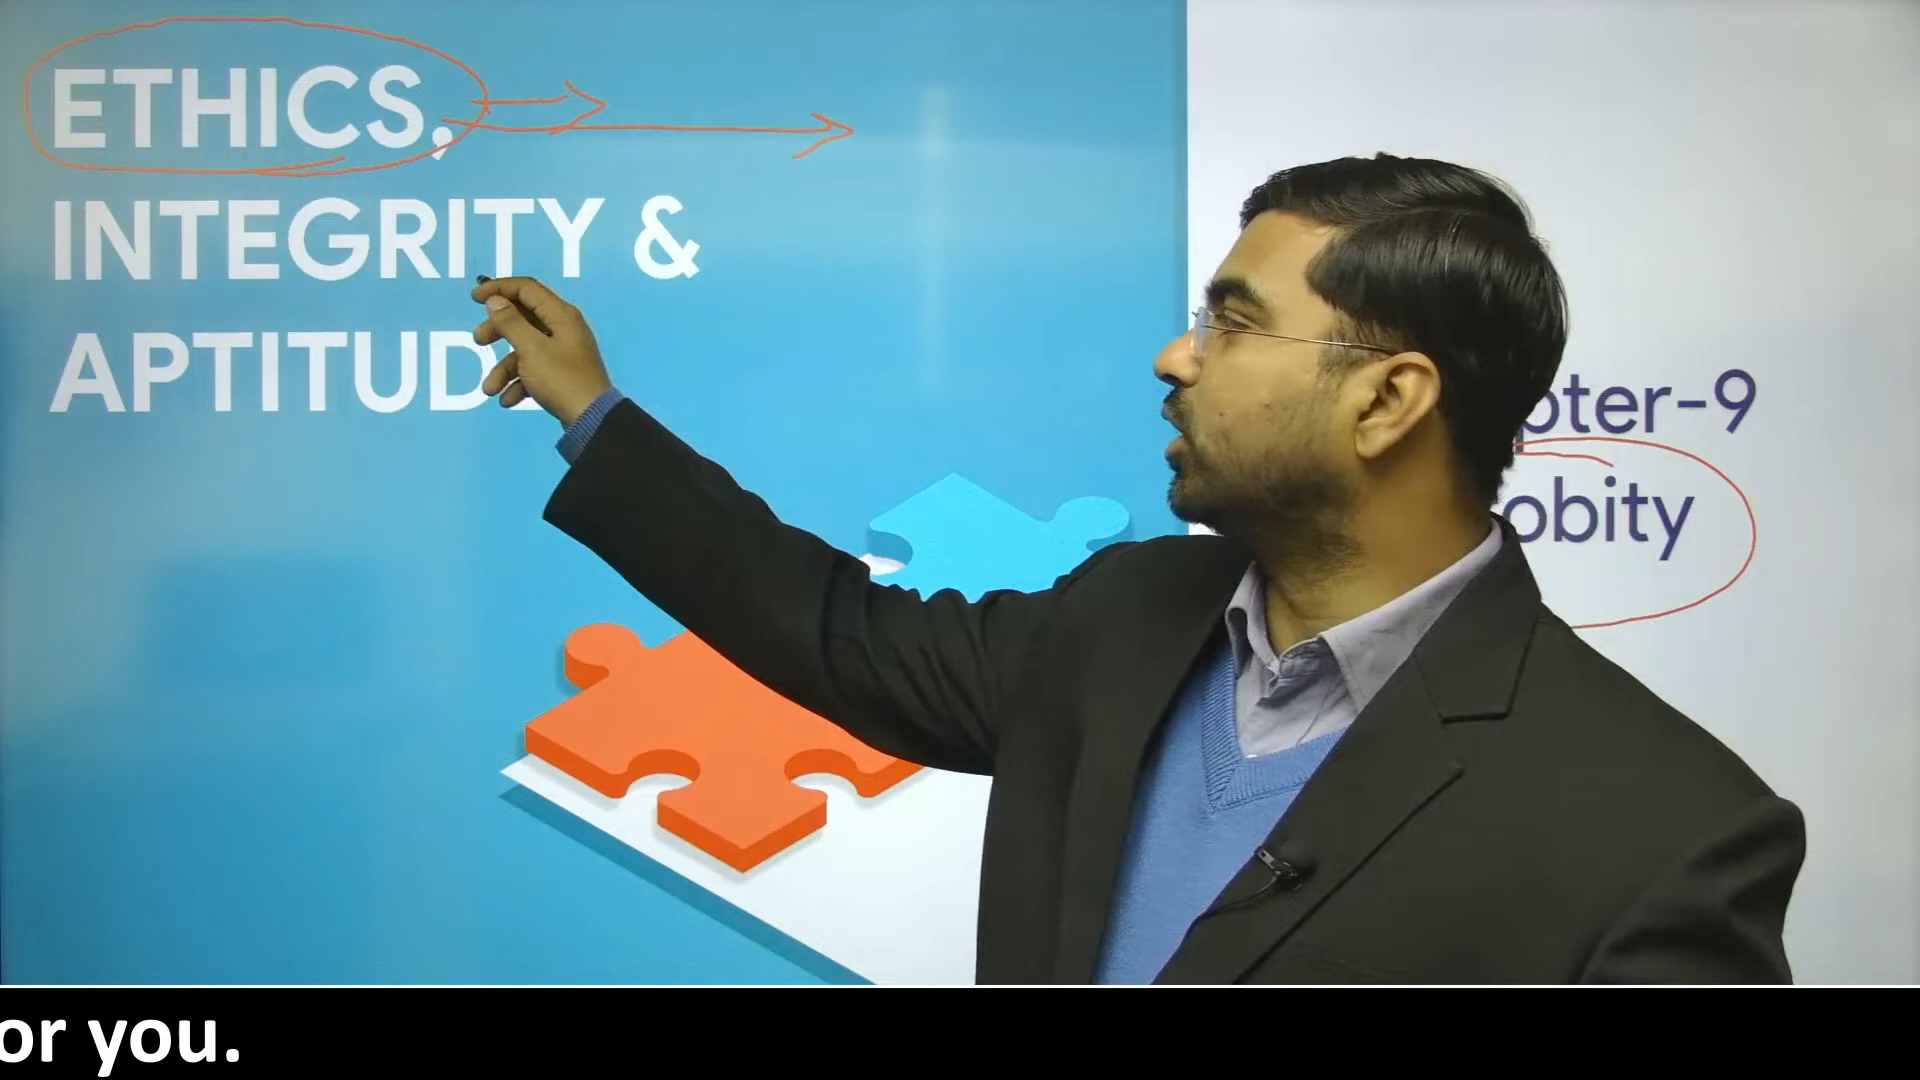 ETHICS,
INTEGRITY &
APTITUD
pter-9
obity
or you.